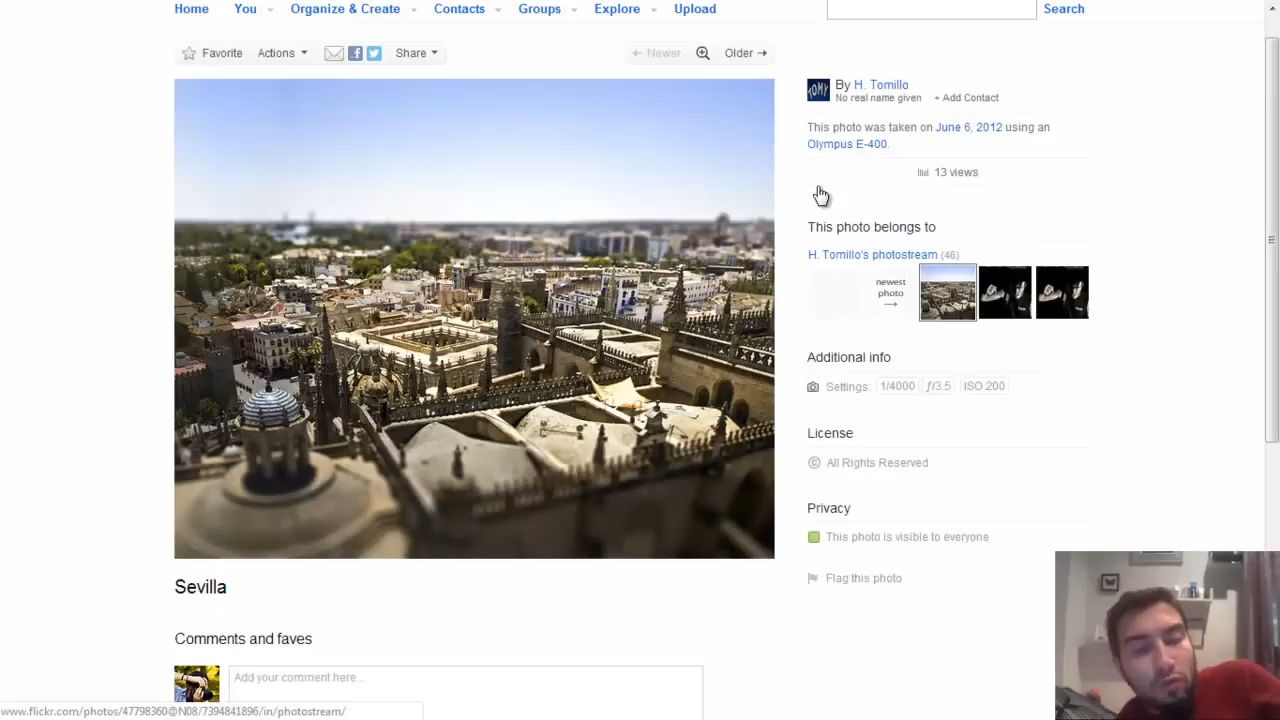 Home You Organize & Create Contacts Groups Explore Upload Search
Favorite Actions Share ← Newer Older →
TOMY
By H. Tomillo
No real name given + Add Contact
This photo was taken on June 6, 2012 using an
Olympus E-400.
13 views
This photo belongs to
H. Tomillo's photostream (46)
newest
photo
→
Additional info
Settings: 1/4000 ƒ/3.5 ISO 200
License
© All Rights Reserved
Privacy
This photo is visible to everyone
Flag this photo
Sevilla
Comments and faves
Add your comment here...
www.flickr.com/photos/47798360@N08/7394841896/in/photostream/